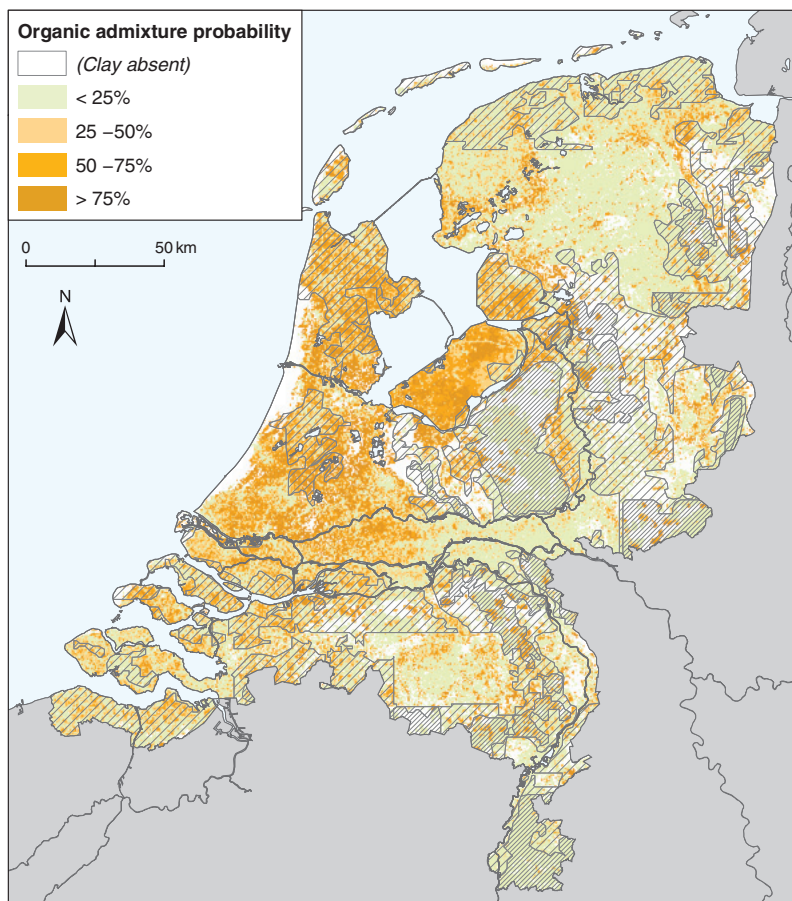 Organic admixture probability
(Clay absent)
< 25%
25 –50%
50 –75%
> 75%
0 50 km
N